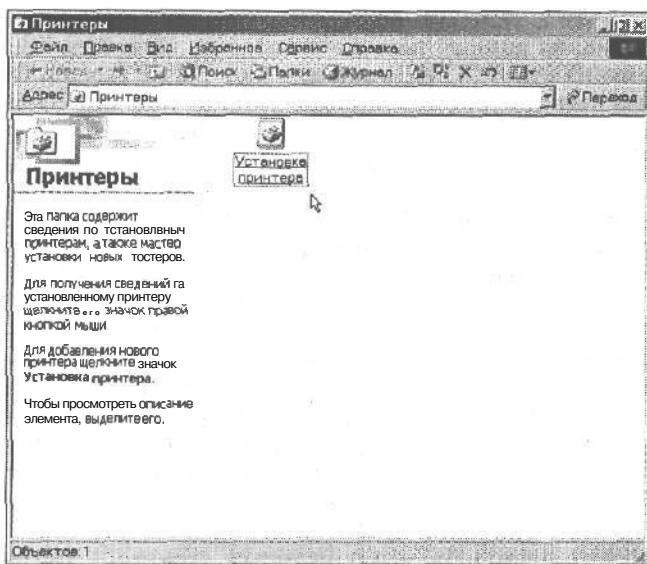 Принтеры
Файл Правка Вид Избранное Сервис Справка
Поиск Папки Журнал
Адрес Принтеры Переход
Установка
принтера
Принтеры
Эта Папка содержит
сведения по тстановлвныч
принтерам, а также мастер
установки новых тостеров.
Для получения сведений га
установленному принтеру
щелкните его значок правой
кнопкой мыши
Для добавления нового
принтера щелкните значок
Установка принтера.
Чтобы просмотреть описание
элемента, выделите его.
Объектов: 1